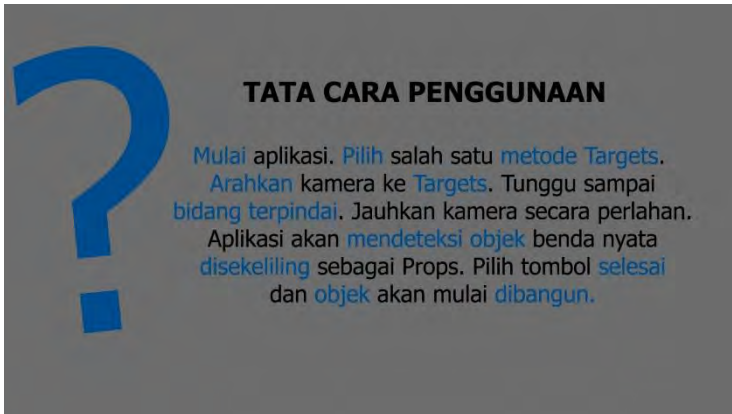 ?
TATA CARA PENGGUNAAN
Mulai aplikasi. Pilih salah satu metode Targets.
Arahkan kamera ke Targets. Tunggu sampai
bidang terpindai. Jauhkan kamera secara perlahan.
Aplikasi akan mendeteksi objek benda nyata
disekeliling sebagai Props. Pilih tombol selesai
dan objek akan mulai dibangun.